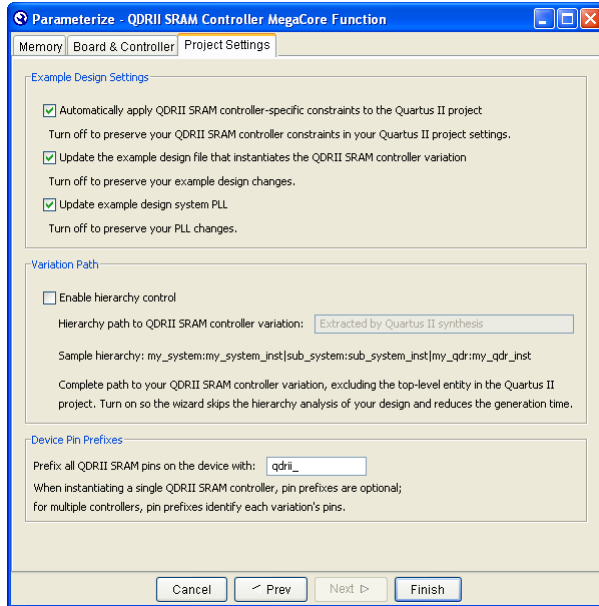 Parameterize - QDRII SRAM Controller MegaCore Function
Memory Board & Controller Project Settings
Example Design Settings
Automatically apply QDRII SRAM controller-specific constraints to the Quartus II project
Turn off to preserve your QDRII SRAM controller constraints in your Quartus II project settings.
Update the example design file that instantiates the QDRII SRAM controller variation
Turn off to preserve your example design changes.
Update example design system PLL
Turn off to preserve your PLL changes.
Variation Path
Enable hierarchy control
Hierarchy path to QDRII SRAM controller variation: Extracted by Quartus II synthesis
Sample hierarchy: my_system:my_system_inst|sub_system:sub_system_inst|my_qdr:my_qdr_inst
Complete path to your QDRII SRAM controller variation, excluding the top-level entity in the Quartus II
project. Turn on so the wizard skips the hierarchy analysis of your design and reduces the generation time.
Device Pin Prefixes
Prefix all QDRII SRAM pins on the device with: qdrii_
When instantiating a single QDRII SRAM controller, pin prefixes are optional;
for multiple controllers, pin prefixes identify each variation's pins.
Cancel Prev Next Finish